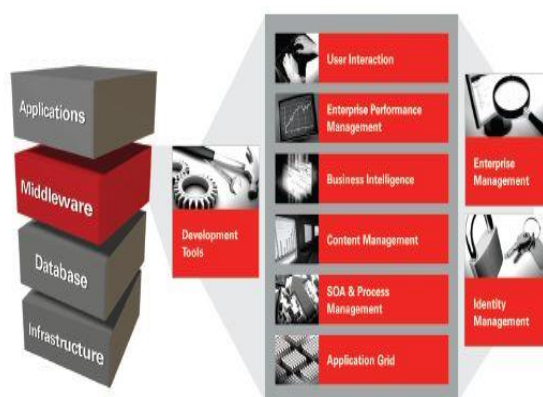 Applications
Middleware
Database
Infrastructure
Development
Tools
User Interaction
Enterprise Performance
Management
Business Intelligence
Content Management
SOA & Process
Management
Application Grid
Enterprise
Management
Identity
Management